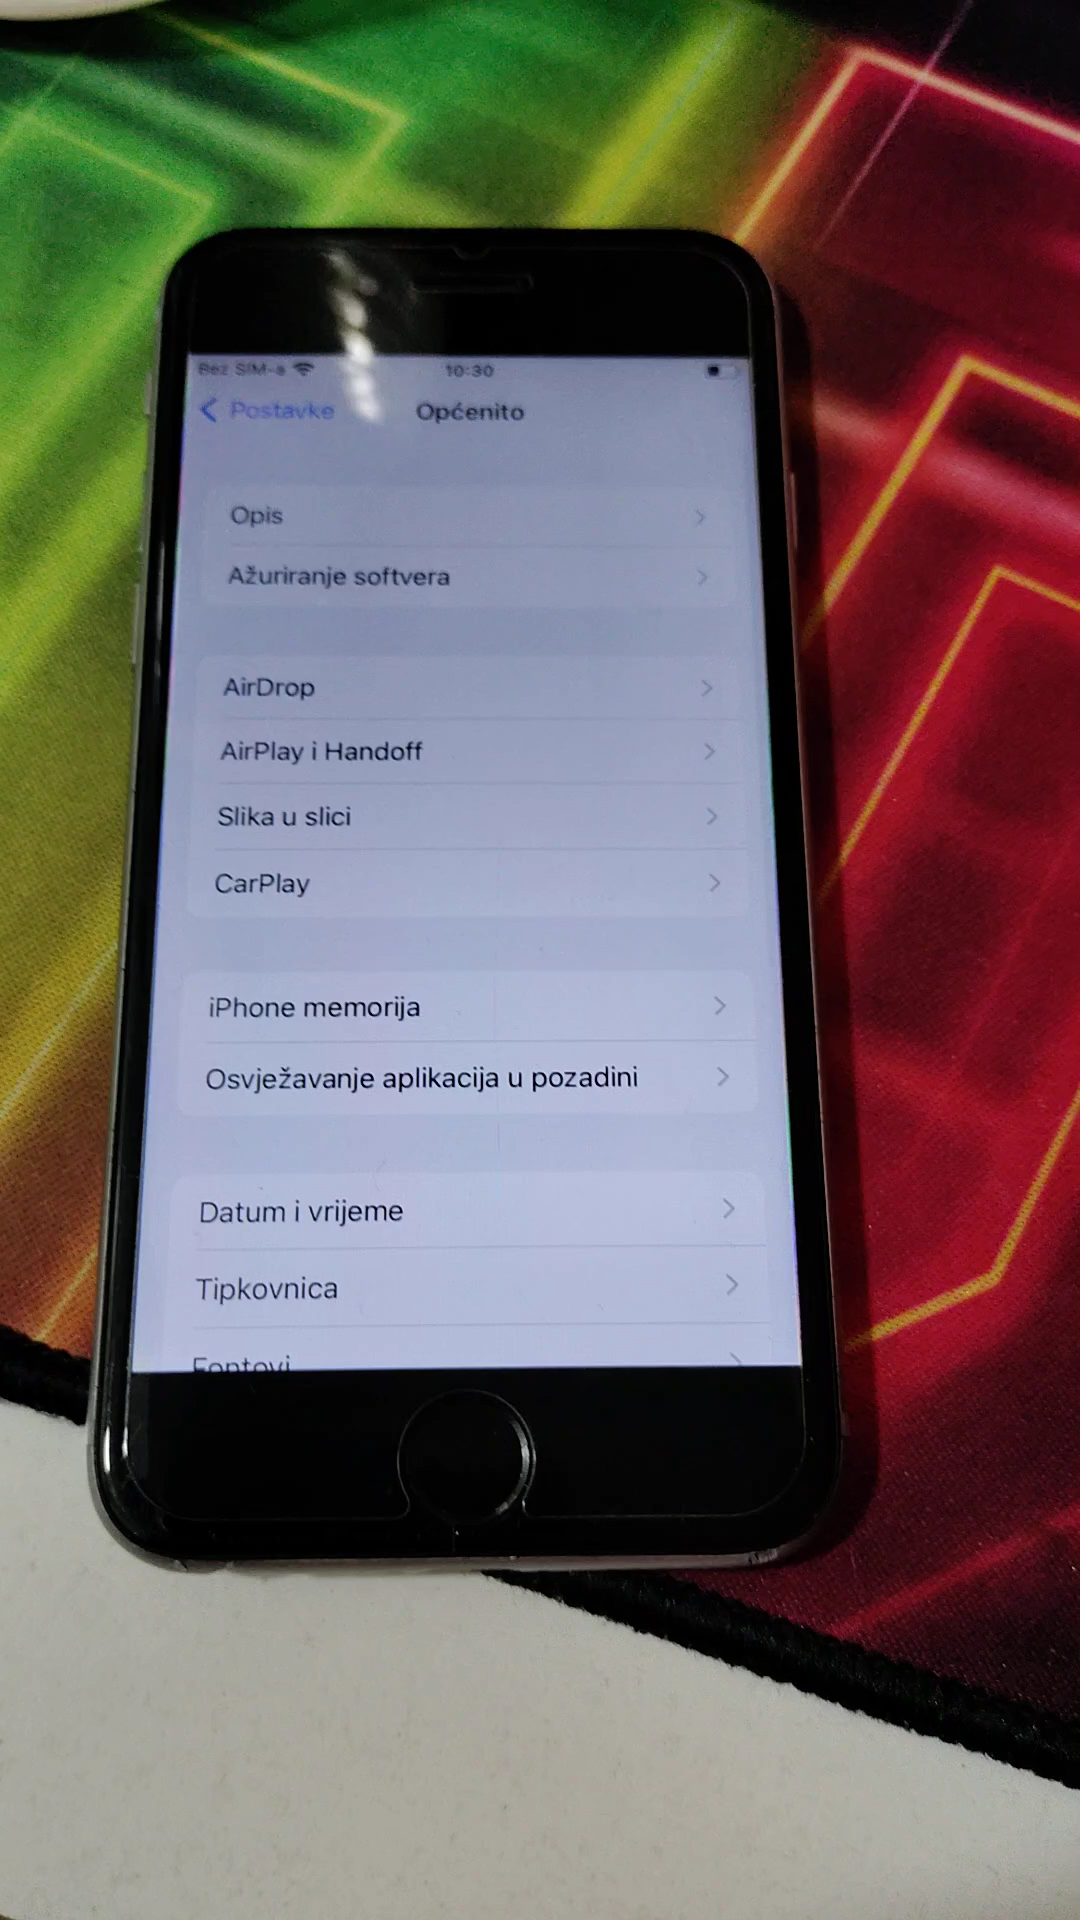 Bez SIM-a 10:30
Postavke Općenito
Opis
Ažuriranje softvera
AirDrop
AirPlay i Handoff
Slika u slici
CarPlay
iPhone memorija
Osvježavanje aplikacija u pozadini
Datum i vrijeme
Tipkovnica
Fontovi